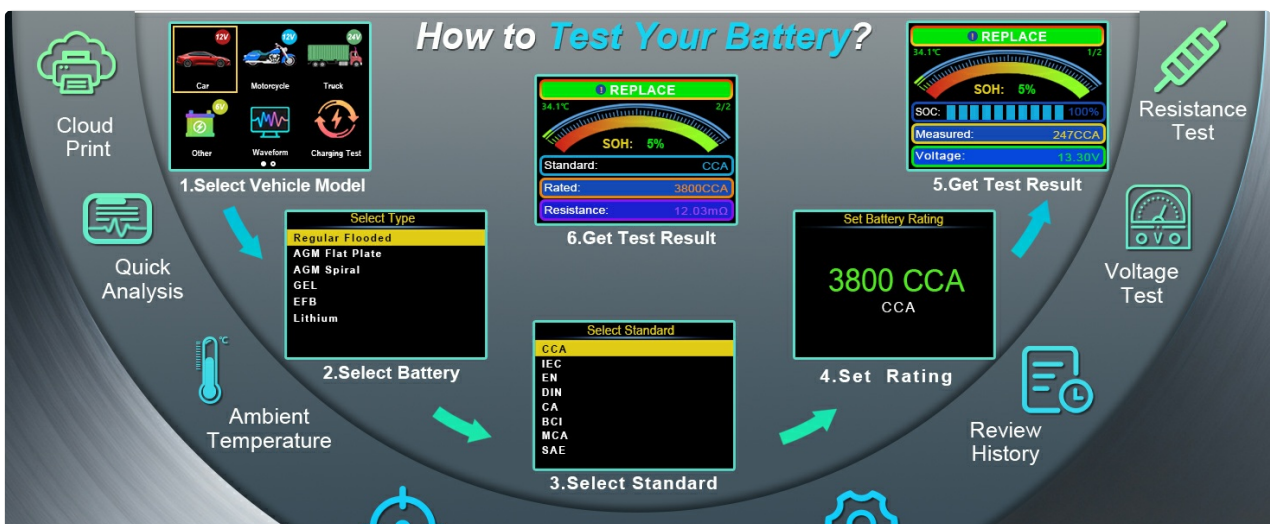 How to Test Your Battery?
Cloud
Print
Quick
Analysis
Ambient
Temperature
12V
12V
24V
Car
Motorcycle
Truck
6V
Other
Waveform
Charging Test
1.Select Vehicle Model
Select Type
Regular Flooded
AGM Flat Plate
AGM Spiral
GEL
EFB
Lithium
2.Select Battery
Select Standard
CCA
IEC
EN
DIN
CA
BCI
MCA
SAE
3.Select Standard
Set Battery Rating
3800 CCA
CCA
4.Set Rating
REPLACE
34.1°C
1/2
SOH: 5%
SOC: 100%
Measured: 247CCA
Voltage: 13.30V
5.Get Test Result
REPLACE
34.1°C
2/2
SOH: 5%
Standard: CCA
Rated: 3800CCA
Resistance: 12.03mΩ
6.Get Test Result
Resistance
Test
Voltage
Test
O V O
Review
History
°C